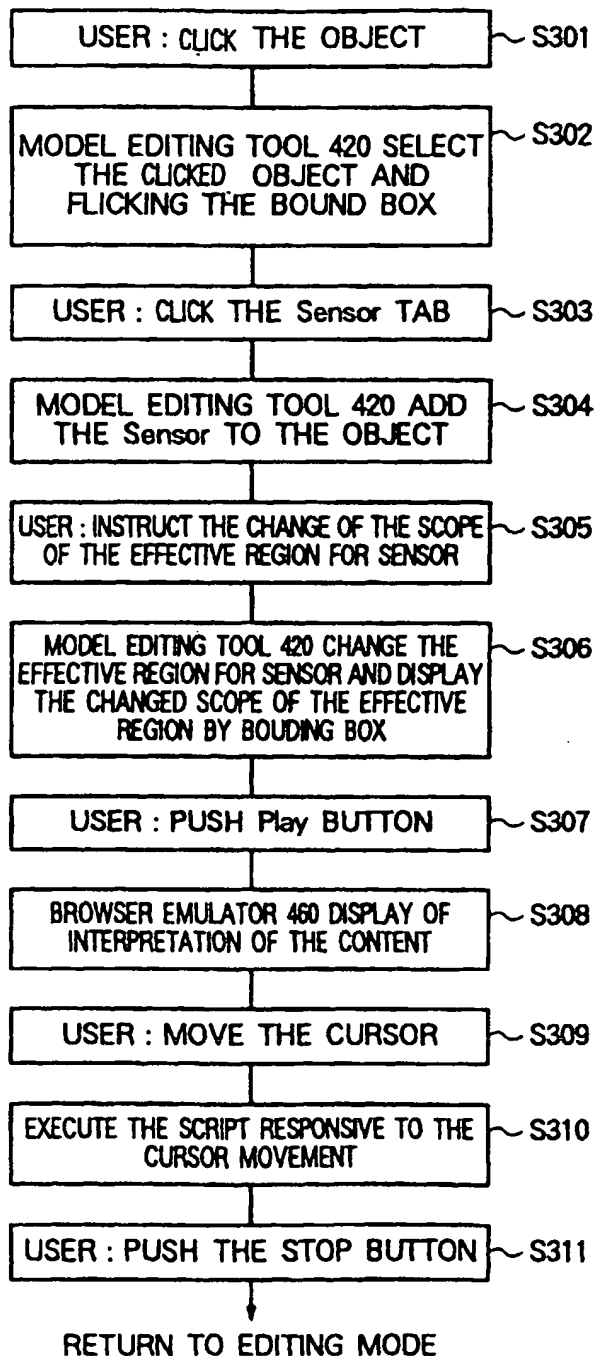 USER : CLICK THE OBJECT
S301
MODEL EDITING TOOL 420 SELECT
THE CLICKED OBJECT AND
FLICKING THE BOUND BOX
S302
USER : CLICK THE Sensor TAB
S303
MODEL EDITING TOOL 420 ADD
THE Sensor TO THE OBJECT
S304
USER : INSTRUCT THE CHANGE OF THE SCOPE
OF THE EFFECTIVE REGION FOR SENSOR
S305
MODEL EDITING TOOL 420 CHANGE THE
EFFECTIVE REGION FOR SENSOR AND DISPLAY
THE CHANGED SCOPE OF THE EFFECTIVE
REGION BY BOUDING BOX
S306
USER : PUSH Play BUTTON
S307
BROWSER EMULATOR 460 DISPLAY OF
INTERPRETATION OF THE CONTENT
S308
USER : MOVE THE CURSOR
S309
EXECUTE THE SCRIPT RESPONSIVE TO THE
CURSOR MOVEMENT
S310
USER : PUSH THE STOP BUTTON
S311
RETURN TO EDITING MODE